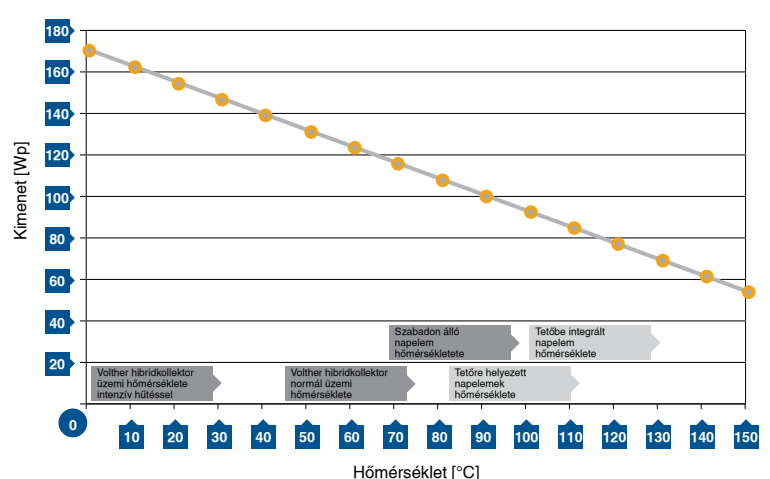 180
160
140
120
100
80
60
40
20
0
Kimenet [Wp]
Szabadon álló
napelem
hőmérsékletete
Tetőbe integrált
napelem
hőmérséklete
Volther hibridkollektor
üzemi hőmérséklete
intenzív hűtéssel
Volther hibridkollektor
normál üzemi
hőmérséklete
Tetőre helyezett
napelemek
hőmérséklete
10 20 30 40 50 60 70 80 90 100 110 120 130 140 150
Hőmérséklet [°C]